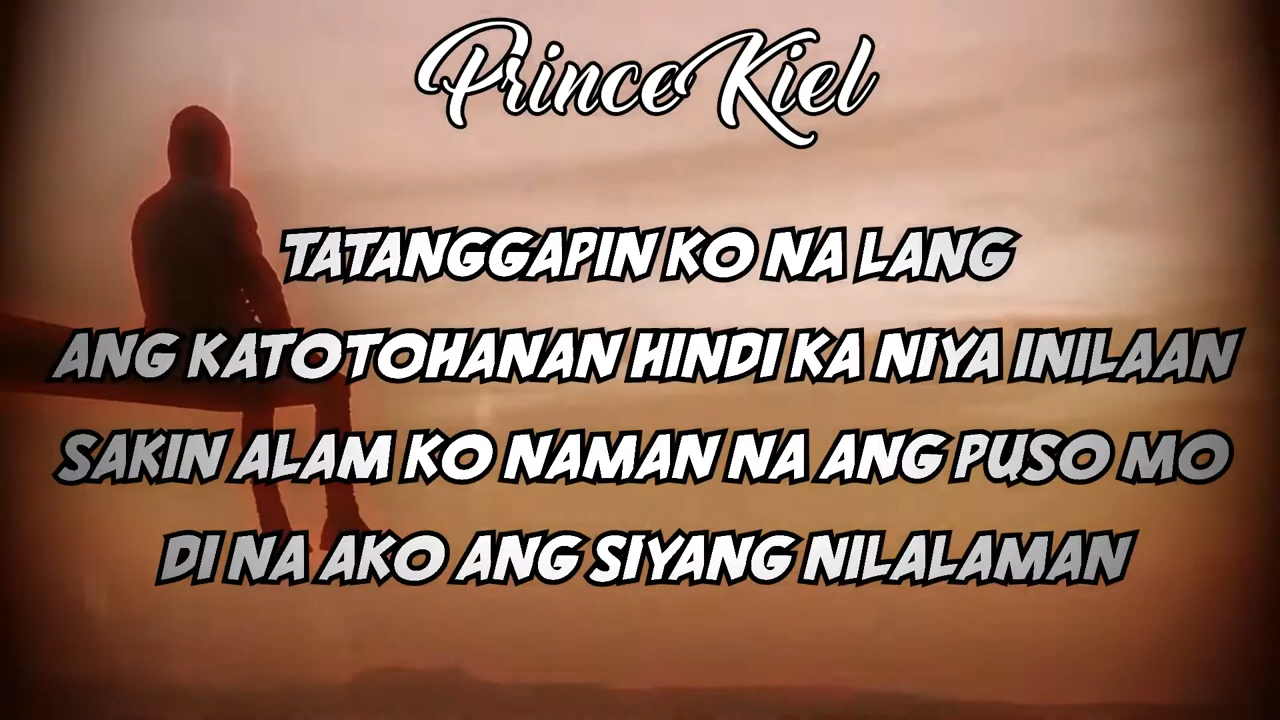 Prince Kiel
TATANGGAPIN KO NA LANG
ANG KATOTOHANAN HINDI KA NIYA INILAAN
SAKIN ALAM KO NAMAN NA ANG PUSO MO
DI NA AKO ANG SIYANG NILALAMAN